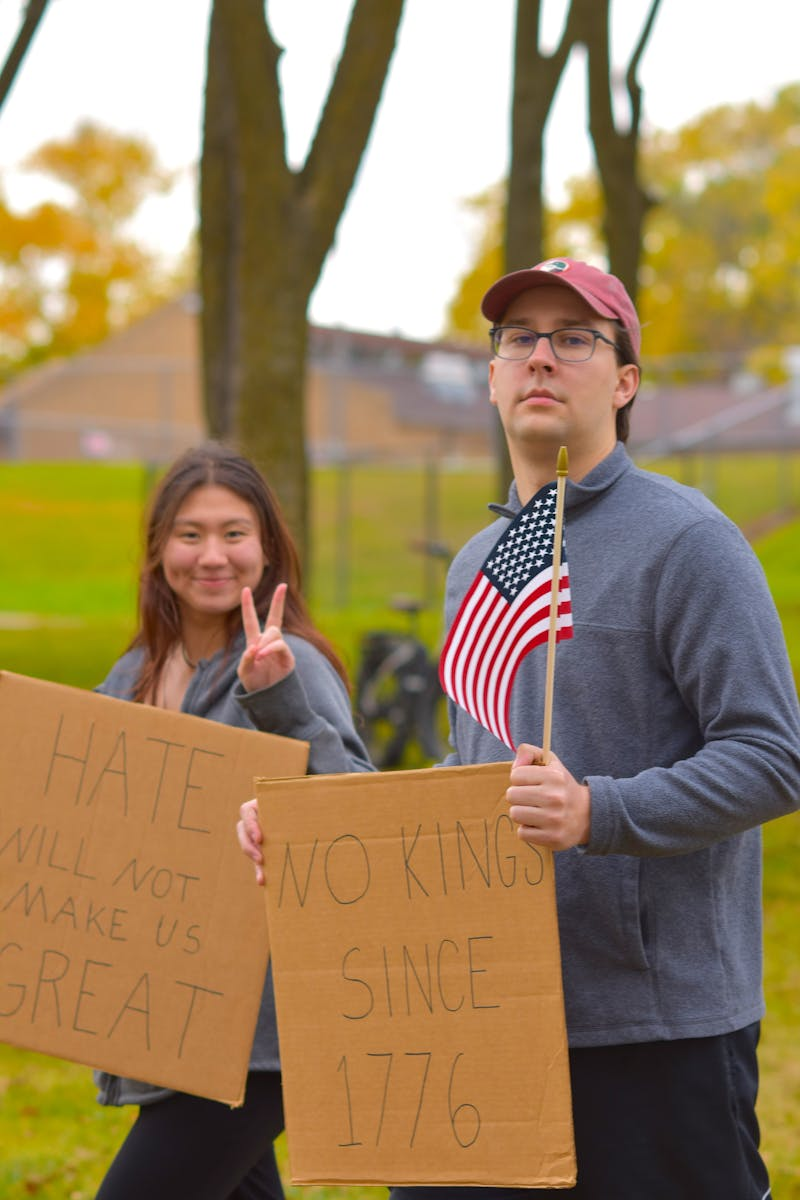 HATE
WILL NOT
MAKE US
GREAT
NO KINGS
SINCE
1776